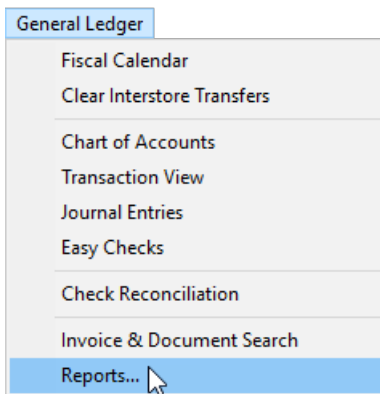 General Ledger
Fiscal Calendar
Clear Interstore Transfers
Chart of Accounts
Transaction View
Journal Entries
Easy Checks
Check Reconciliation
Invoice & Document Search
Reports...